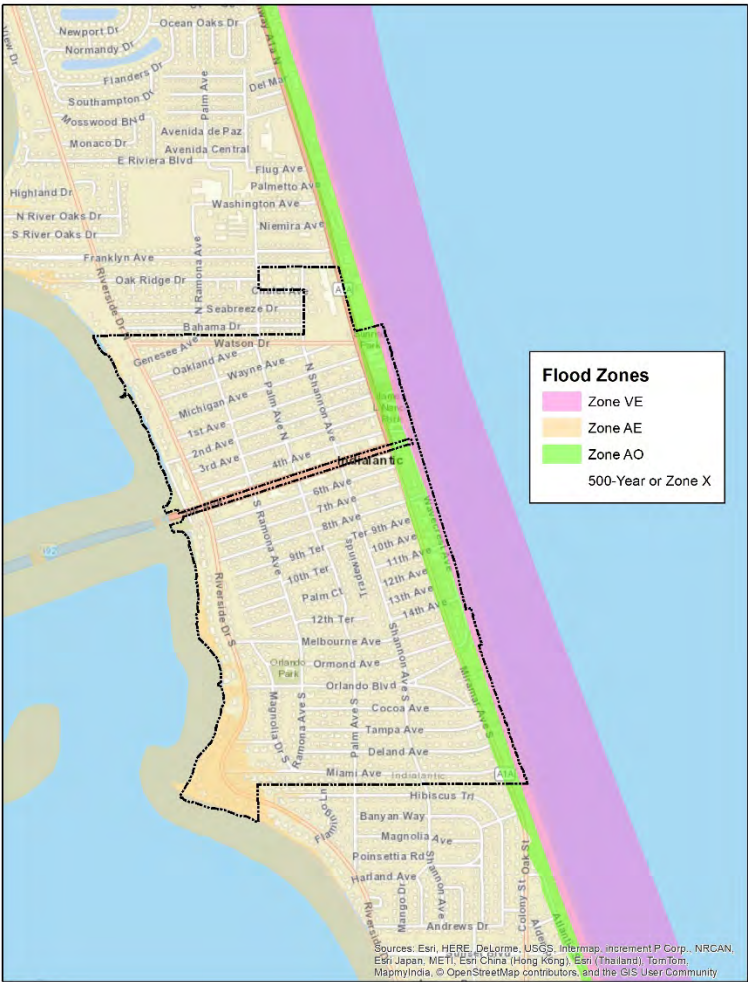 Ocean Oaks Dr
Newport Dr
View Dr
Normandy Dr
Flanders Dr
Palm Ave
Del Mar
Southampton Dr
Mosswood Blvd
Avenida de Paz
Monaco Dr
Avenida Central
E Riviera Blvd
Flug Ave
Palmetto Ave
Highland Dr
Washington Ave
N River Oaks Dr
Niemira Ave
S River Oaks Dr
N Ramona Ave
Franklyn Ave
Riverside Dr
Oak Ridge Dr
Chalet Ave
A1A
Seabreeze Dr
Bahama Dr
Watson Dr
Genesee Ave
Oakland Ave
Wayne Ave
N Shannon Ave
Palm Ave N
Michigan Ave
1st Ave
2nd Ave
3rd Ave
4th Ave
Indialantic
Flood Zones
Zone VE
Zone AE
Zone AO
500-Year or Zone X
6th Ave
7th Ave
8th Ave
S Ramona Ave
Wavecrest Ave
Ter 9th Ave
9th Ter
10th Ave
Tradewinds
11th Ave
10th Ter
12th Ave
Palm Ct
13th Ave
14th Ave
Riverside Dr S
12th Ter
Melbourne Ave
Shannon Ave S
Orlando
Park
Ormond Ave
Miramar Ave S
Orlando Blvd
Magnolia Dr S
Ramona Ave S
Palm Ave S
Cocoa Ave
Tampa Ave
Deland Ave
Miami Ave
Indialantic
A1A
Hibiscus Trl
Flamingo Ln
Banyan Way
Magnolia Ave
Poinsettia Rd
Shannon Ave
Harland Ave
Mango Dr
Colony St
Oak St
Riverside
Andrews Dr
Sources: Esri, HERE, DeLorme, USGS, Intermap, increment P Corp., NRCAN,
Esri Japan, METI, Esri China (Hong Kong), Esri (Thailand), TomTom,
MapmyIndia, © OpenStreetMap contributors, and the GIS User Community